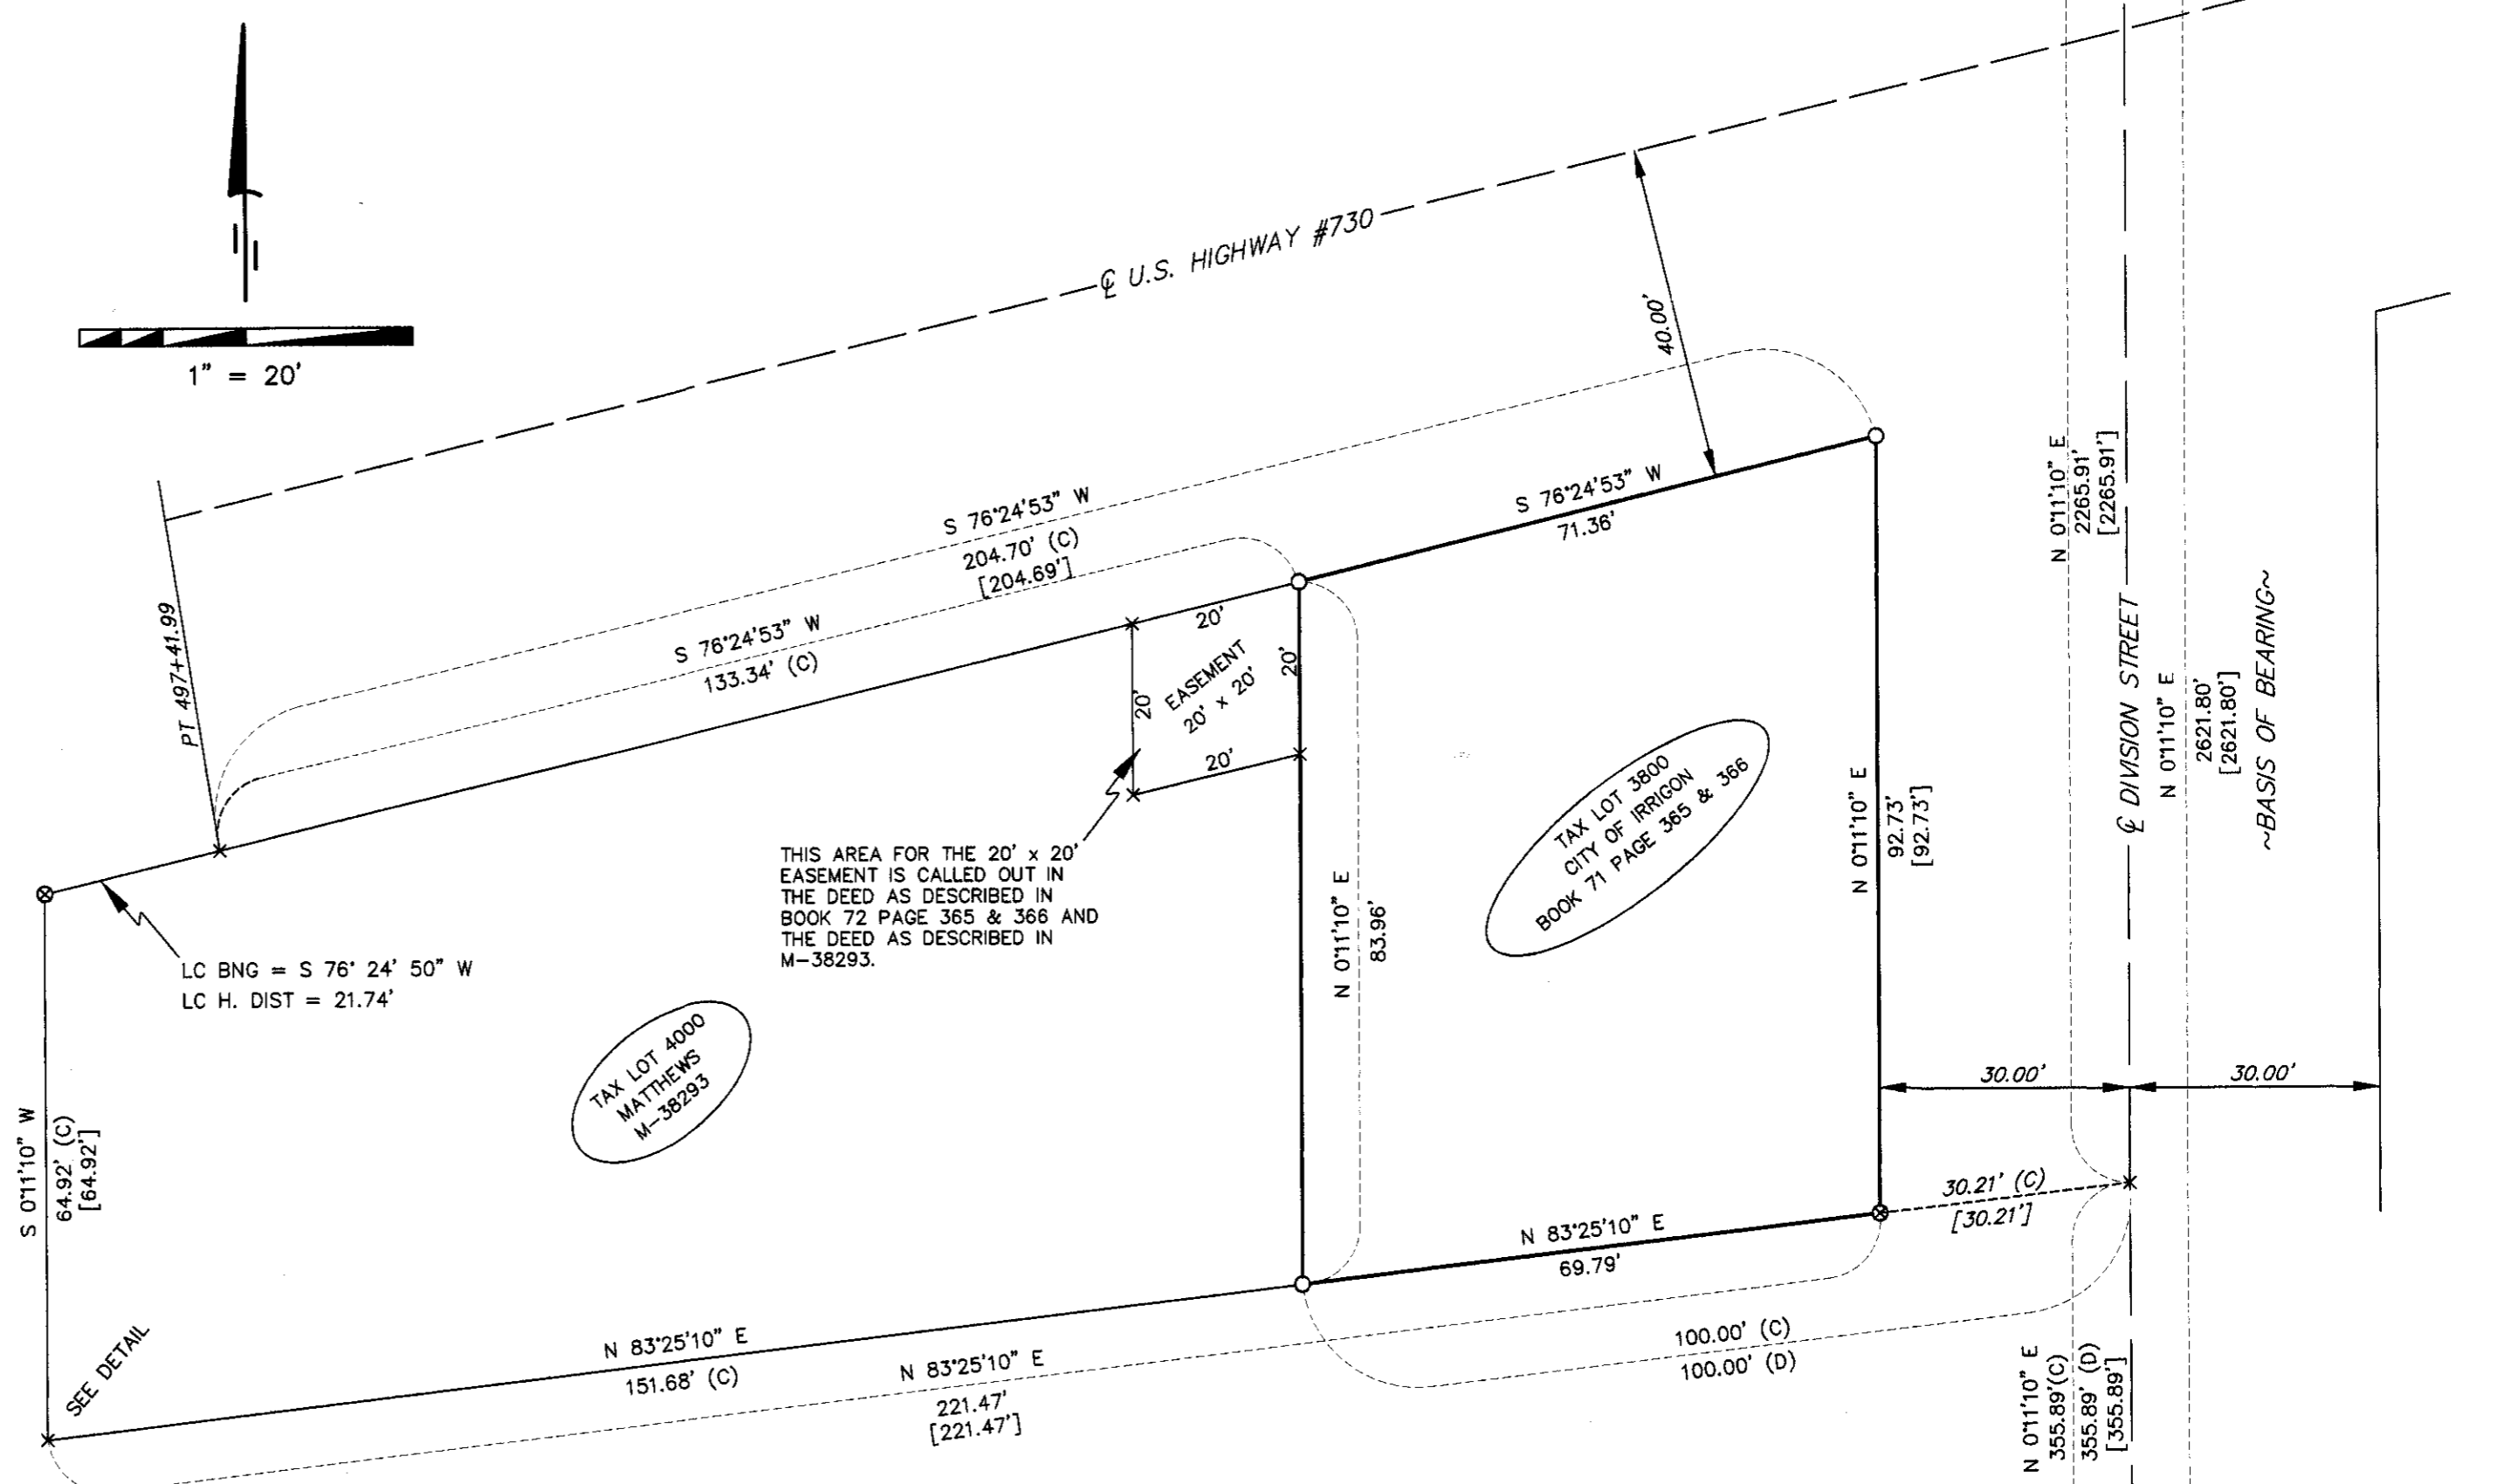 1" = 20'
℄ U.S. HIGHWAY #730
40.00'
PT 497+41.99
S 76°24'53" W
204.70' (C)
[204.69']
S 76°24'53" W
133.34' (C)
S 76°24'53" W
71.36'
20'
20'
20'
20'
EASEMENT
20' x 20'
THIS AREA FOR THE 20' x 20'
EASEMENT IS CALLED OUT IN
THE DEED AS DESCRIBED IN
BOOK 72 PAGE 365 & 366 AND
THE DEED AS DESCRIBED IN
M-38293.
LC BNG = S 76° 24' 50" W
LC H. DIST = 21.74'
TAX LOT 4000
MATTHEWS
M-38293
TAX LOT 3800
CITY OF IRRIGON
BOOK 71 PAGE 365 & 366
N 0°11'10" E
83.96'
N 0°11'10" E
92.73'
[92.73']
N 0°11'10" E
2265.91'
[2265.91']
℄ DIVISION STREET
N 0°11'10" E
2621.80'
[2621.80']
~BASIS OF BEARING~
30.00'
30.00'
30.21' (C)
[30.21']
S 0°11'10" W
64.92' (C)
[64.92']
SEE DETAIL
N 83°25'10" E
69.79'
N 83°25'10" E
151.68' (C)
N 83°25'10" E
221.47'
[221.47']
100.00' (C)
100.00' (D)
N 0°11'10" E
355.89'(C)
355.89' (D)
[355.89']